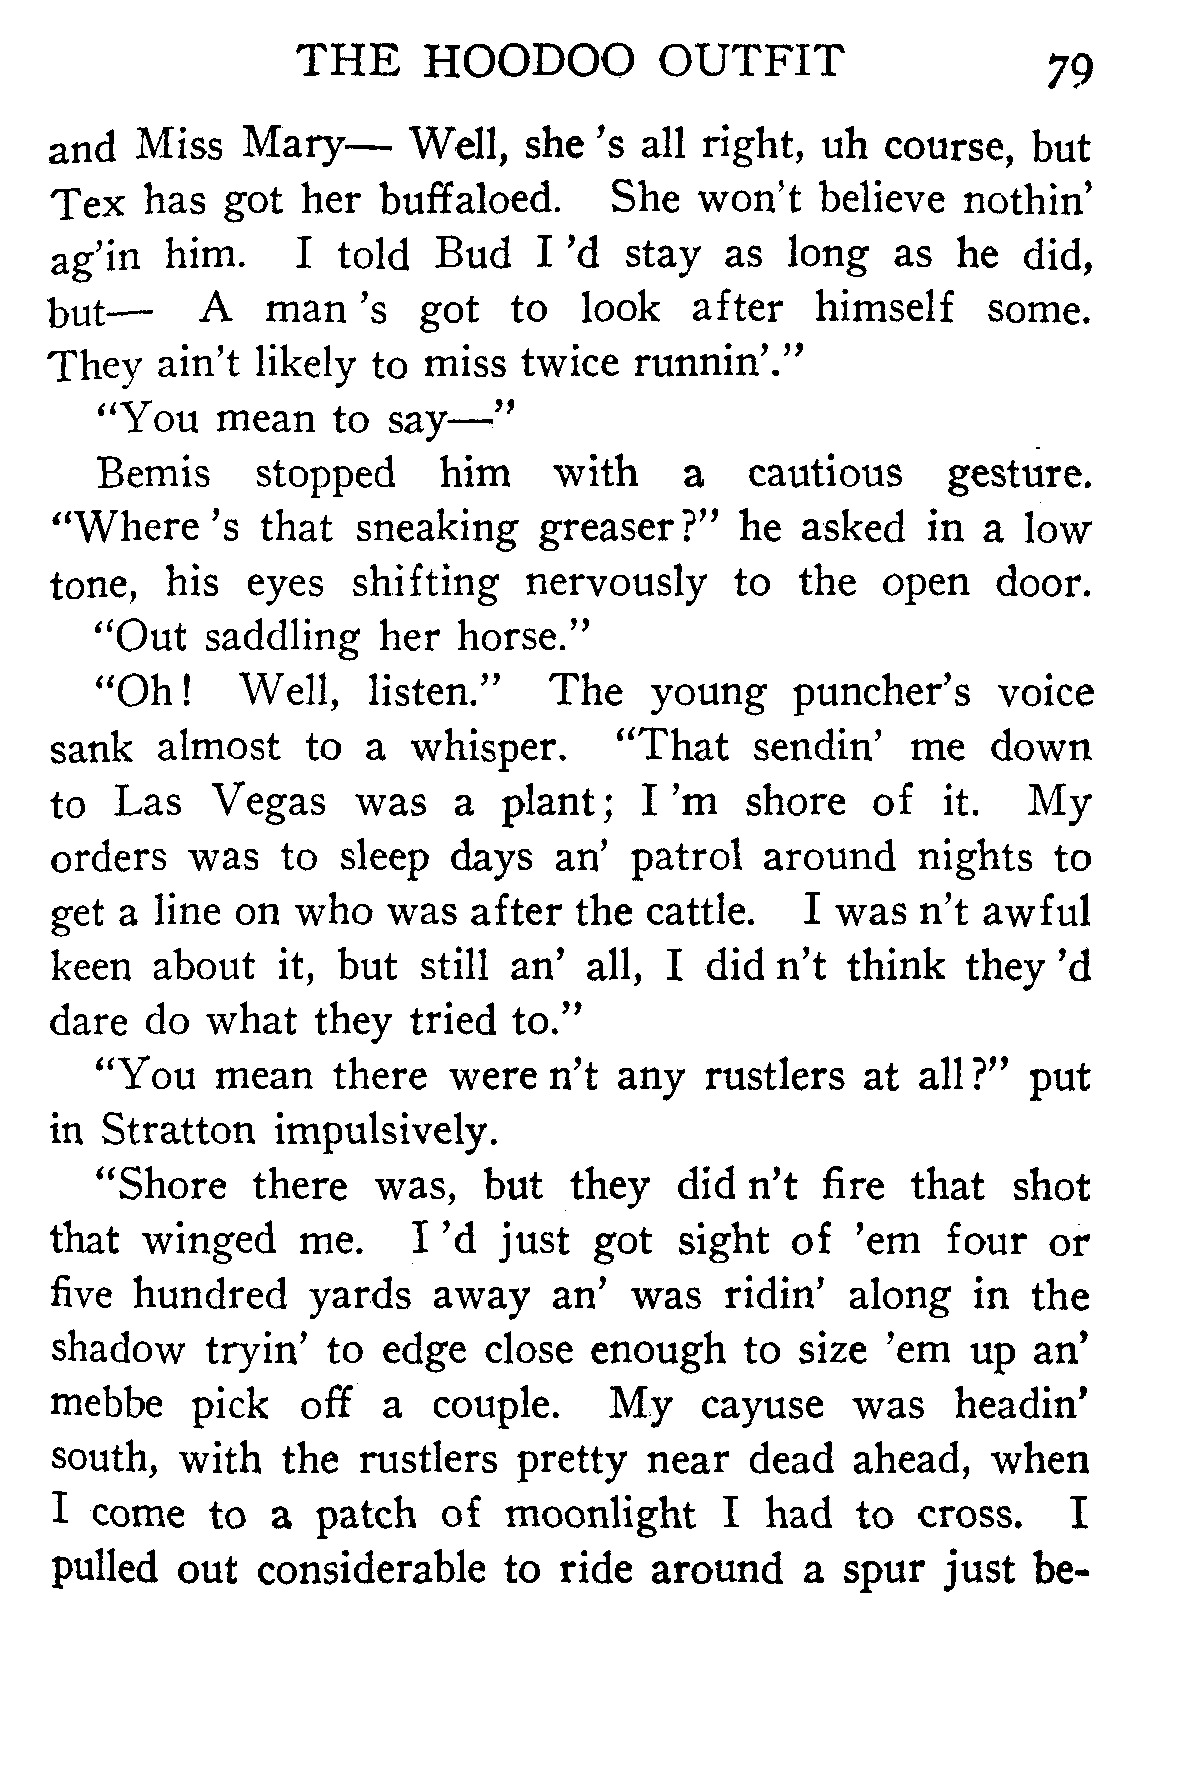 THE HOODOO OUTFIT 79
and Miss Mary— Well, she 's all right, uh course, but
Tex has got her buffaloed. She won't believe nothin'
ag'in him. I told Bud I 'd stay as long as he did,
but— A man 's got to look after himself some.
They ain't likely to miss twice runnin'."
"You mean to say—"
Bemis stopped him with a cautious gesture.
"Where 's that sneaking greaser?" he asked in a low
tone, his eyes shifting nervously to the open door.
"Out saddling her horse."
"Oh! Well, listen." The young puncher's voice
sank almost to a whisper. "That sendin' me down
to Las Vegas was a plant; I 'm shore of it. My
orders was to sleep days an' patrol around nights to
get a line on who was after the cattle. I was n't awful
keen about it, but still an' all, I did n't think they 'd
dare do what they tried to."
"You mean there were n't any rustlers at all?" put
in Stratton impulsively.
"Shore there was, but they did n't fire that shot
that winged me. I 'd just got sight of 'em four or
five hundred yards away an' was ridin' along in the
shadow tryin' to edge close enough to size 'em up an'
mebbe pick off a couple. My cayuse was headin'
south, with the rustlers pretty near dead ahead, when
I come to a patch of moonlight I had to cross. I
pulled out considerable to ride around a spur just be-